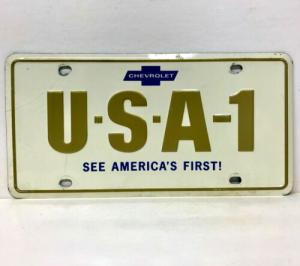 CHEVROLET
U·S·A-1
SEE AMERICA'S FIRST!